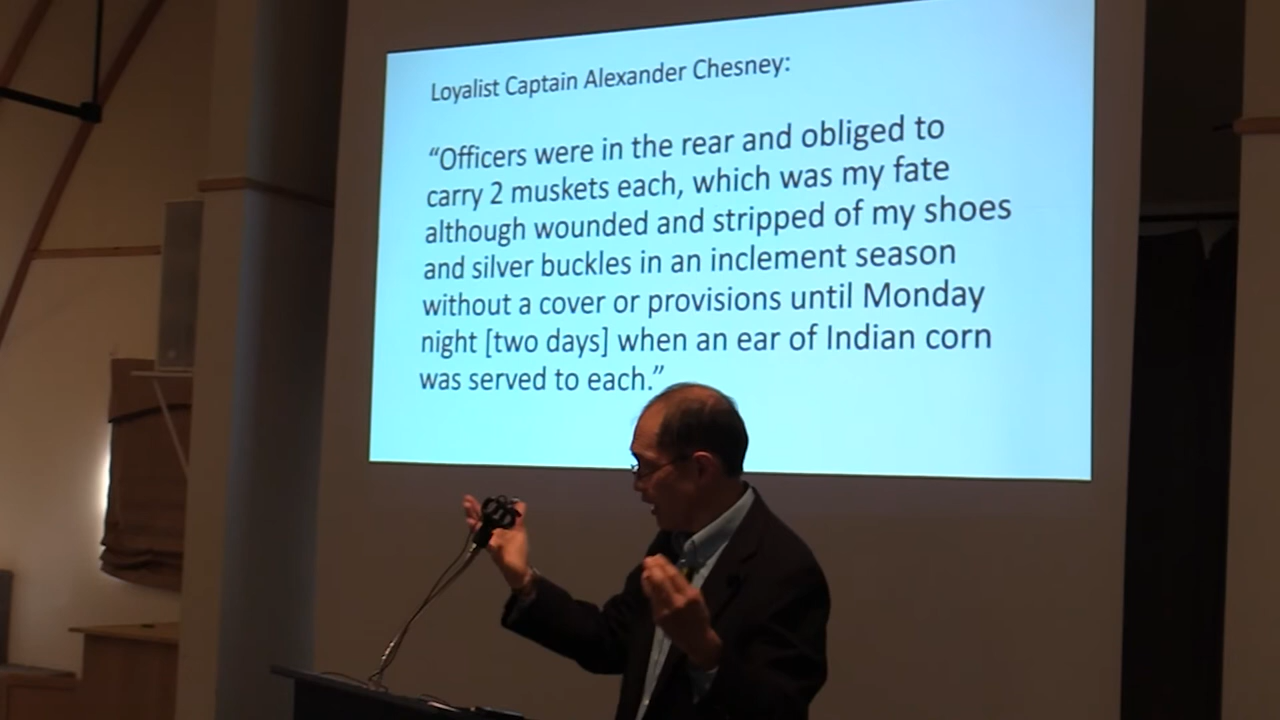 Loyalist Captain Alexander Chesney:
“Officers were in the rear and obliged to
carry 2 muskets each, which was my fate
although wounded and stripped of my shoes
and silver buckles in an inclement season
without a cover or provisions until Monday
night [two days] when an ear of Indian corn
was served to each.”